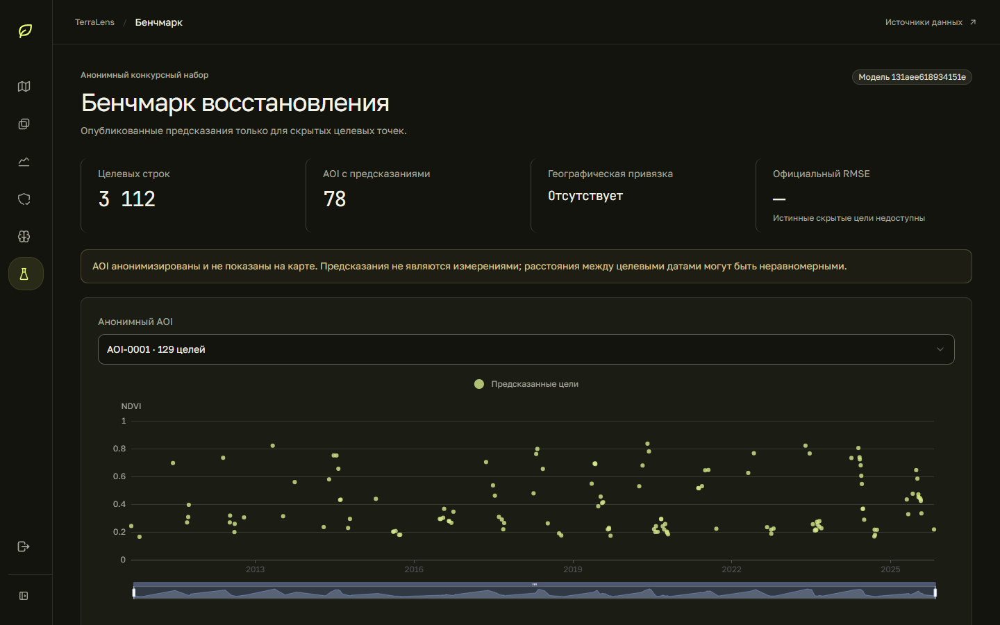 TerraLens / Бенчмарк
Источники данных
Анонимный конкурсный набор
Модель 131aee618934151e
Бенчмарк восстановления
Опубликованные предсказания только для скрытых целевых точек.
Целевых строк
3 112
AOI с предсказаниями
78
Географическая привязка
Отсутствует
Официальный RMSE
—
Истинные скрытые цели недоступны
AOI анонимизированы и не показаны на карте. Предсказания не являются измерениями; расстояния между целевыми датами могут быть неравномерными.
Анонимный AOI
AOI-0001 · 129 целей
Предсказанные цели
NDVI
1
0.8
0.6
0.4
0.2
0
2013 2016 2019 2022 2025